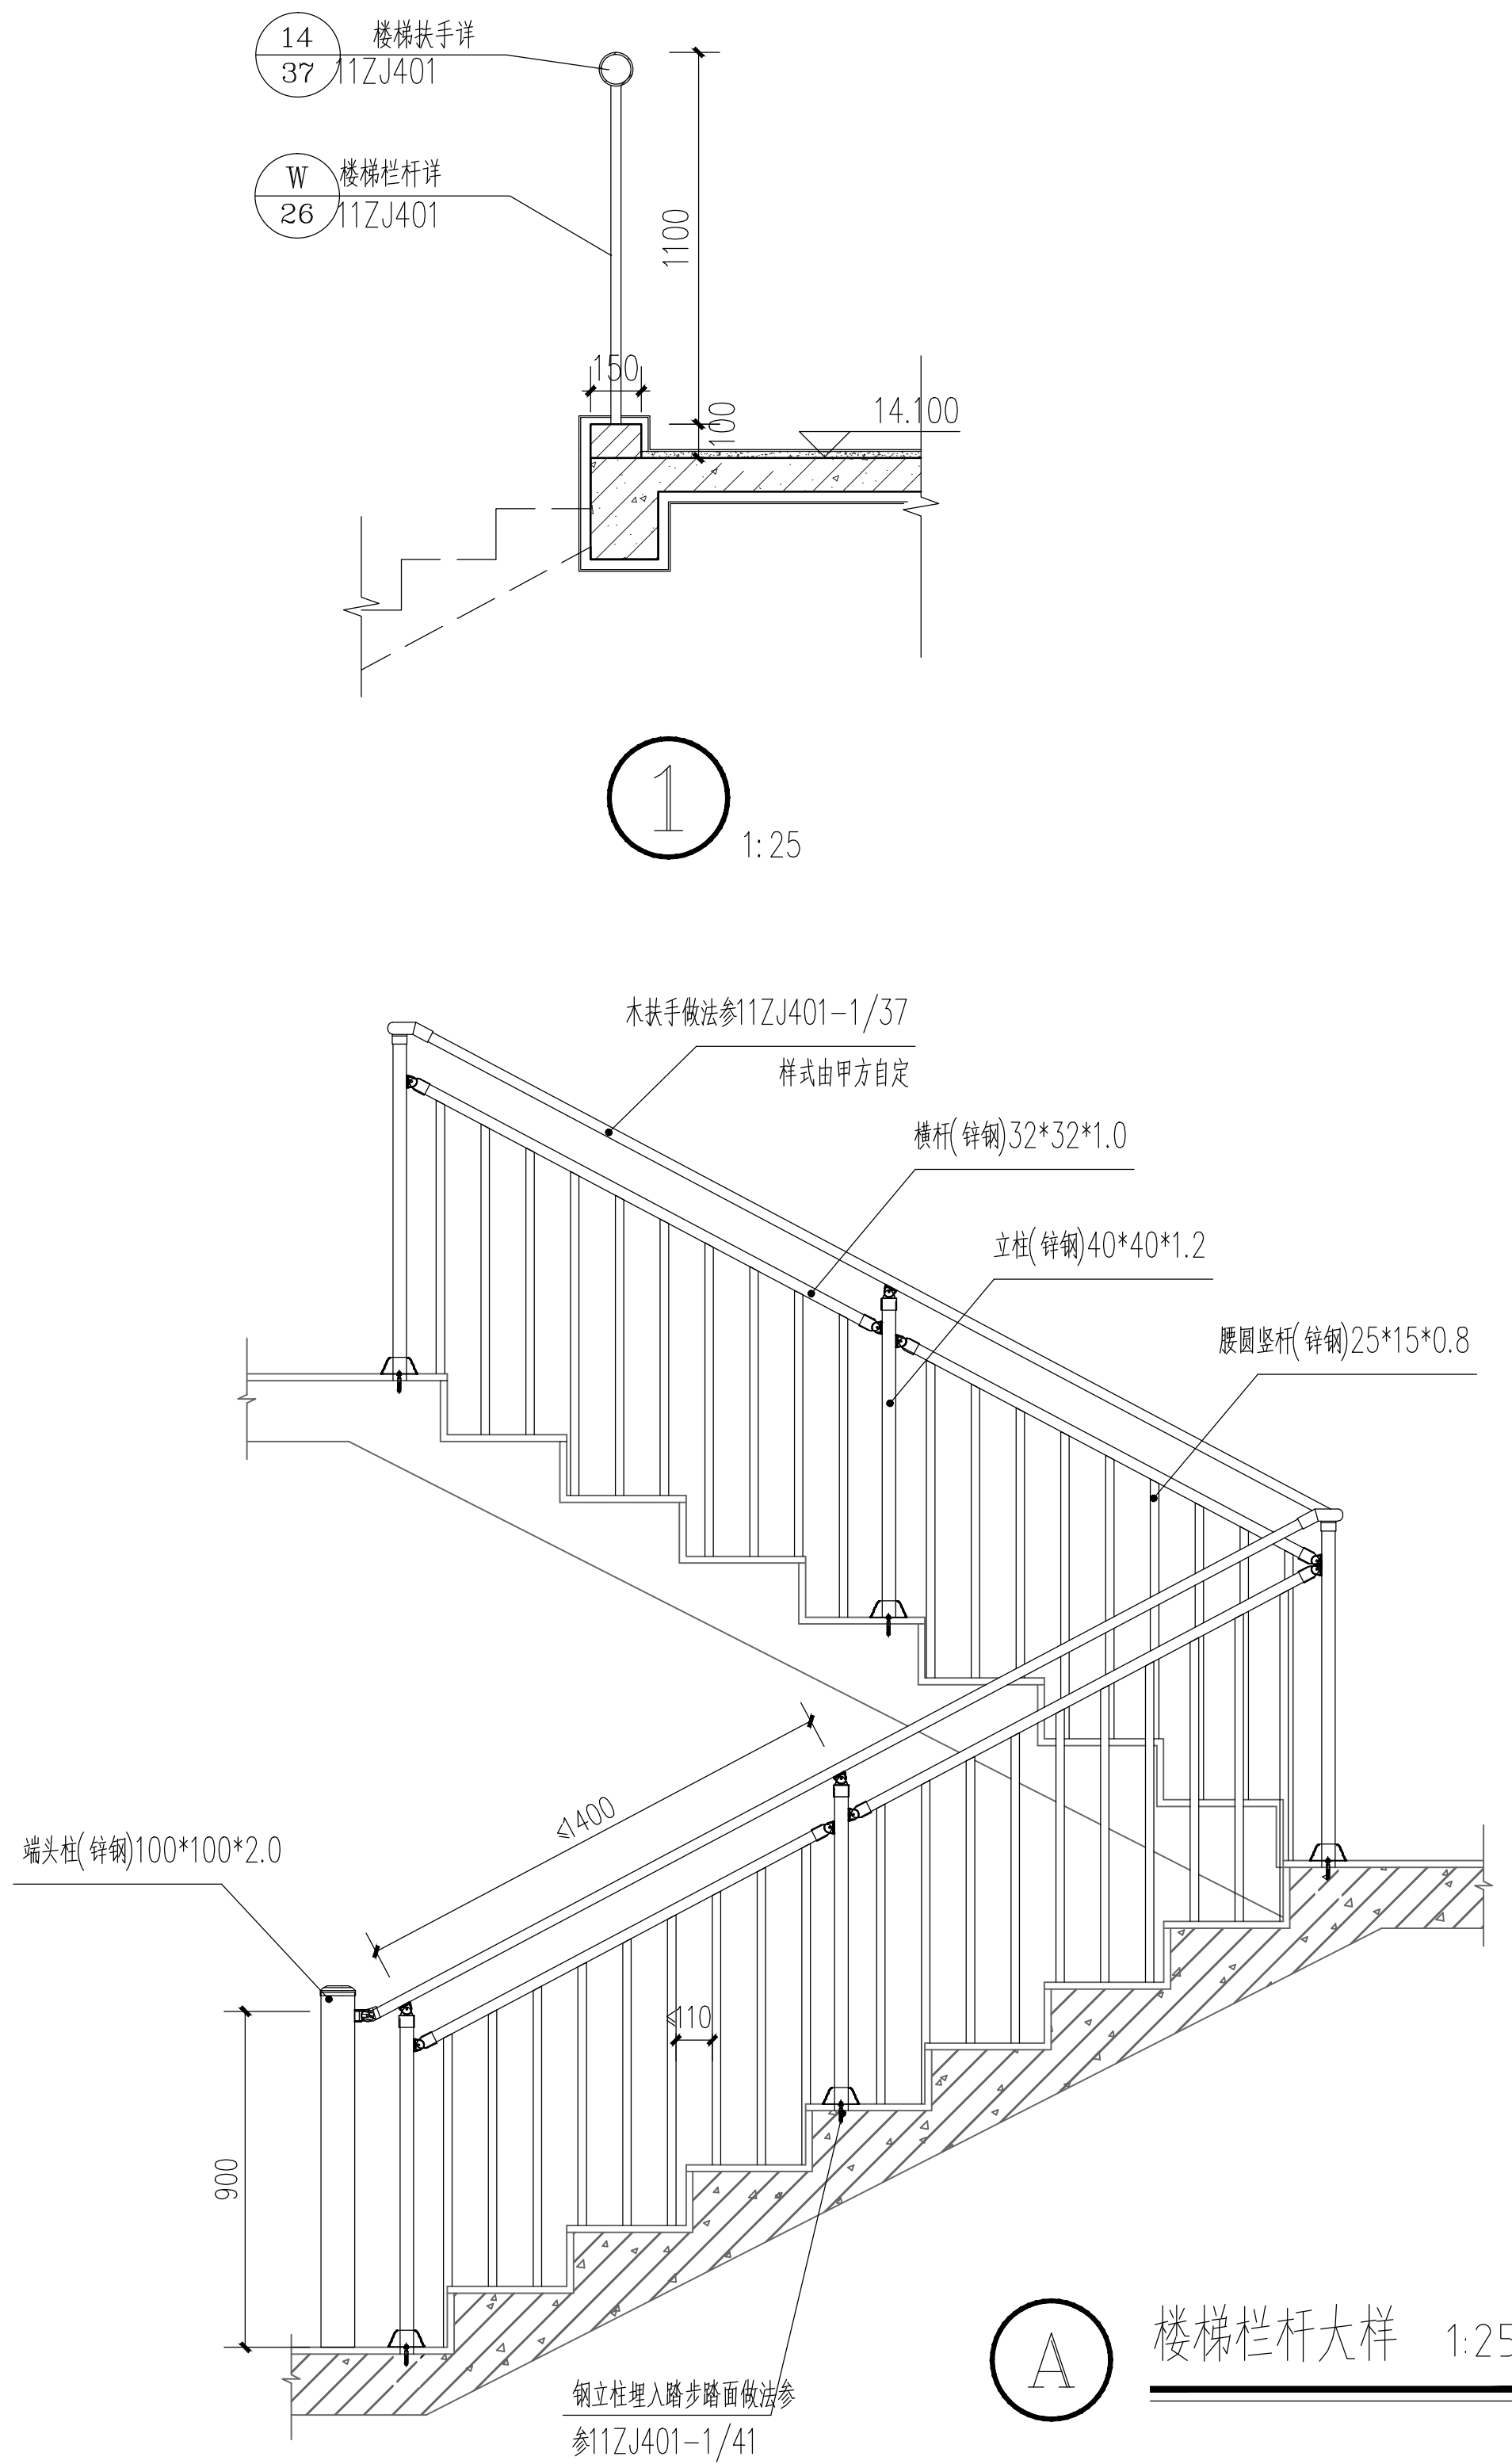 14
37
楼梯扶手详
11ZJ401
W
26
楼梯栏杆详
11ZJ401
1100
150
100
14.100
1
1:25
木扶手做法参11ZJ401-1/37
样式由甲方自定
横杆(锌钢)32*32*1.0
立柱(锌钢)40*40*1.2
腰圆竖杆(锌钢)25*15*0.8
≤1400
端头柱(锌钢)100*100*2.0
≤110
900
钢立柱埋入踏步踏面做法参
参11ZJ401-1/41
A
楼梯栏杆大样
1:25